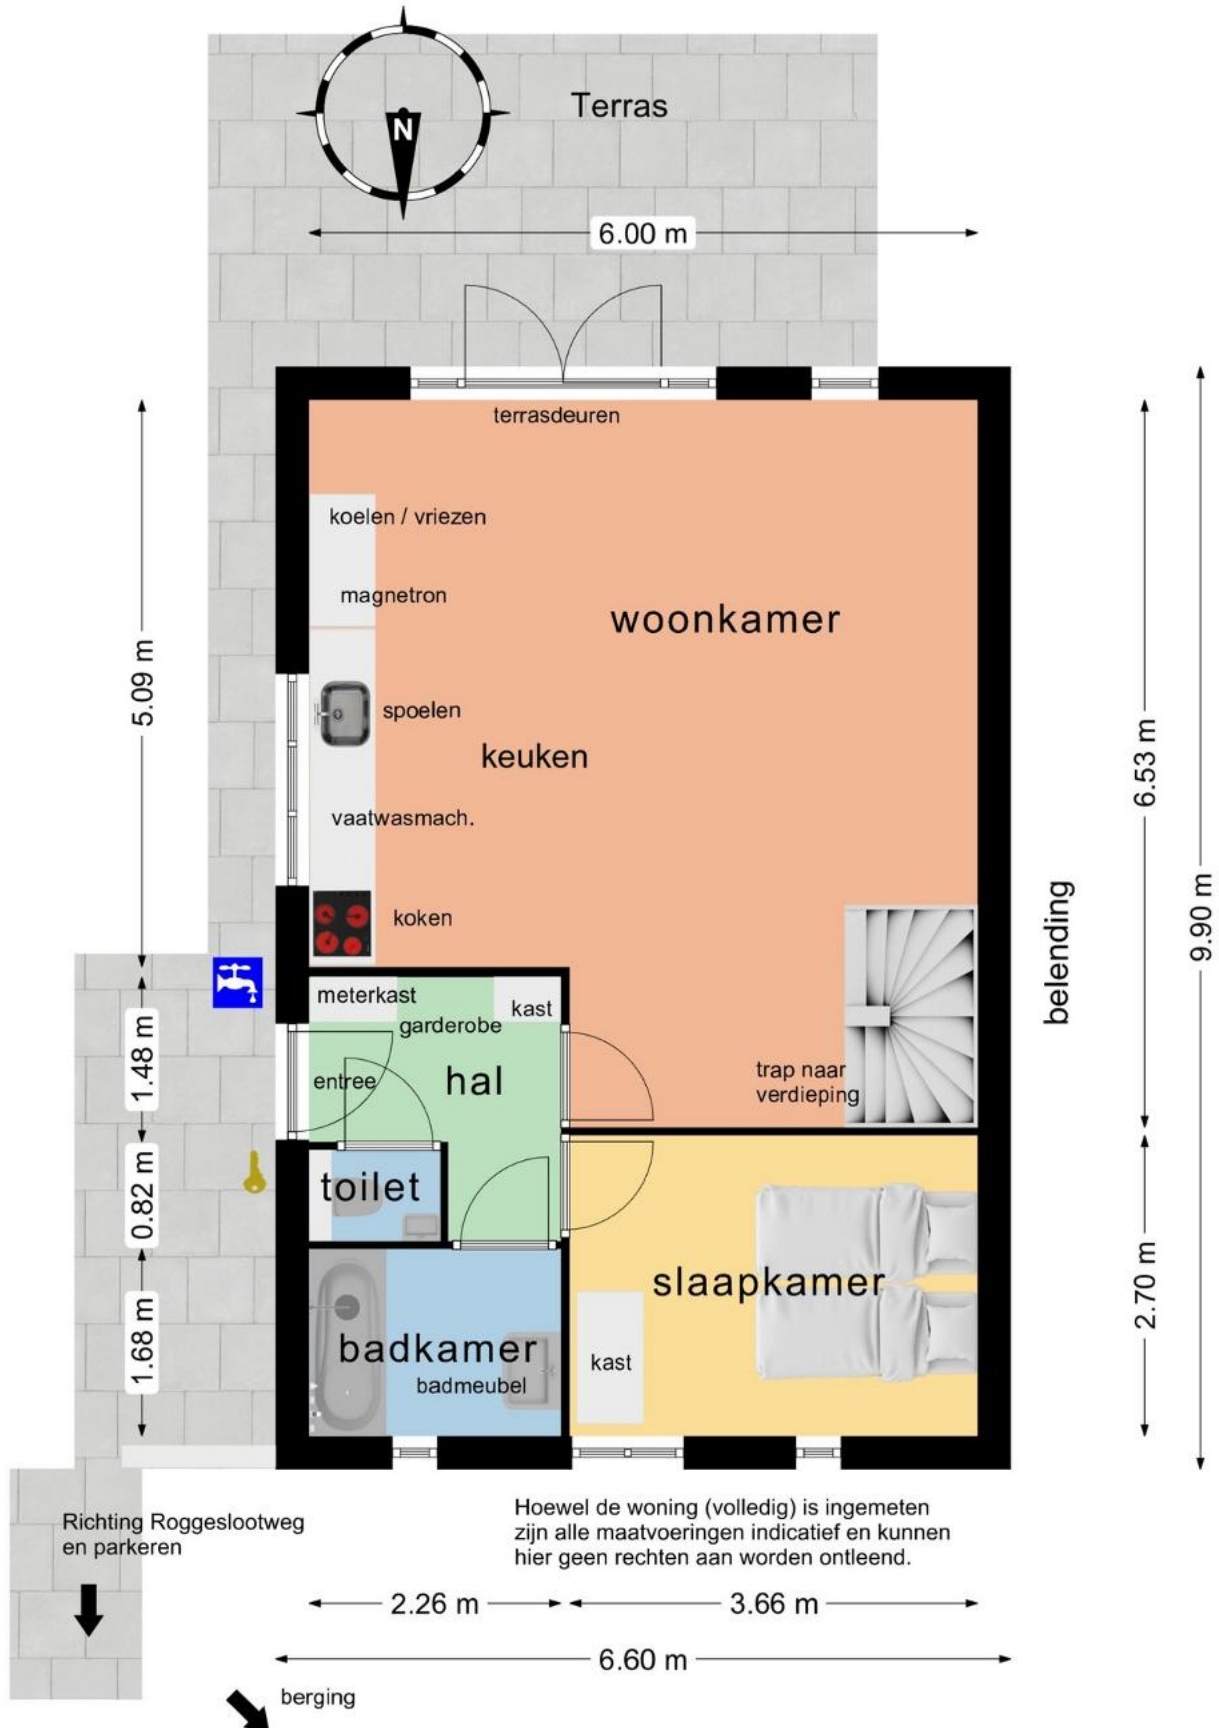 N
Terras
6.00 m
terrasdeuren
koelen / vriezen
magnetron
woonkamer
5.09 m
spoelen
keuken
6.53 m
vaatwasmach.
koken
9.90 m
belending
meterkast
kast
garderobe
1.48 m
entree
hal
trap naar
verdieping
0.82 m
toilet
2.70 m
slaapkamer
1.68 m
badkamer
badmeubel
kast
Richting Roggeslootweg
en parkeren
Hoewel de woning (volledig) is ingemeten
zijn alle maatvoeringen indicatief en kunnen
hier geen rechten aan worden ontleend.
2.26 m
3.66 m
6.60 m
berging